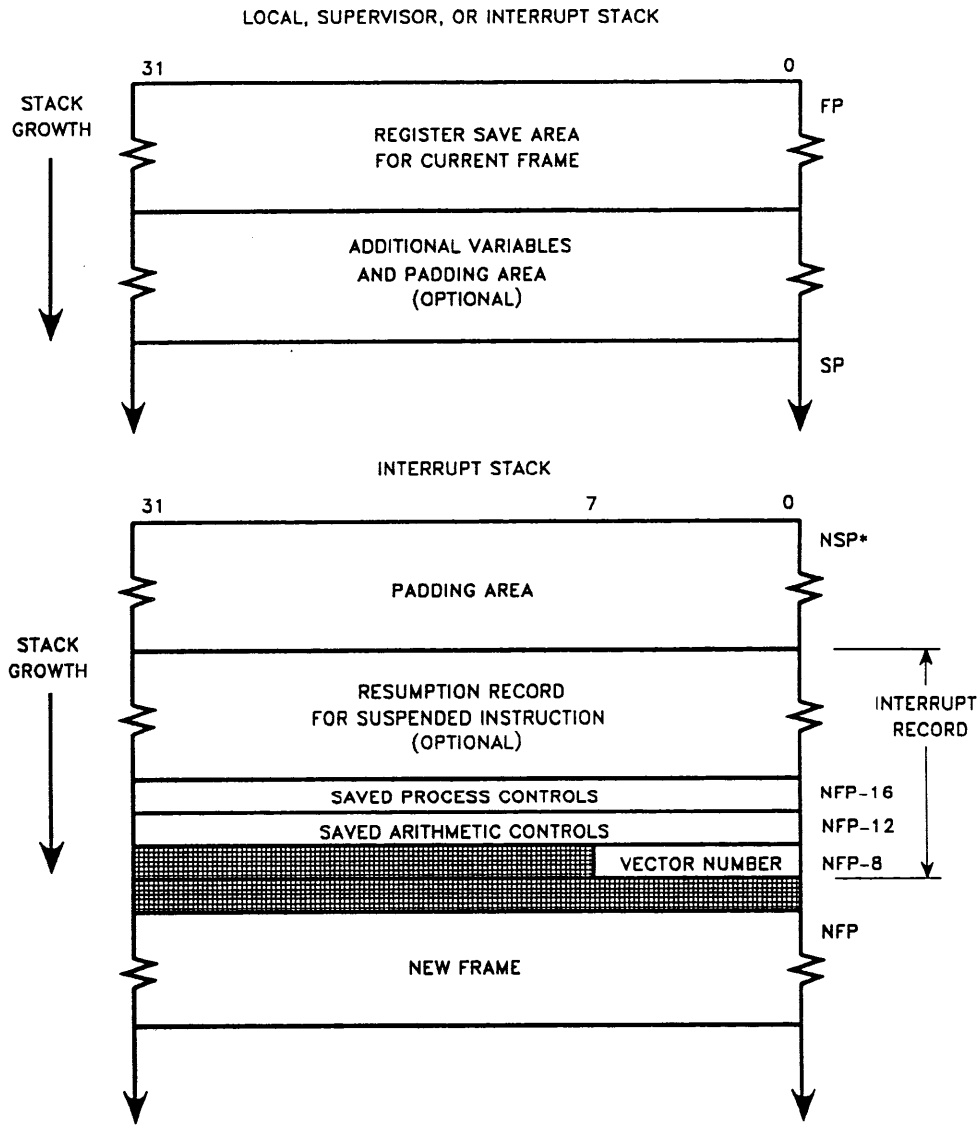 LOCAL, SUPERVISOR, OR INTERRUPT STACK
31
0
STACK
GROWTH
FP
REGISTER SAVE AREA
FOR CURRENT FRAME
ADDITIONAL VARIABLES
AND PADDING AREA
(OPTIONAL)
SP
INTERRUPT STACK
31
7
0
NSP*
PADDING AREA
STACK
GROWTH
RESUMPTION RECORD
FOR SUSPENDED INSTRUCTION
(OPTIONAL)
INTERRUPT
RECORD
SAVED PROCESS CONTROLS
NFP-16
SAVED ARITHMETIC CONTROLS
NFP-12
VECTOR NUMBER
NFP-8
NFP
NEW FRAME